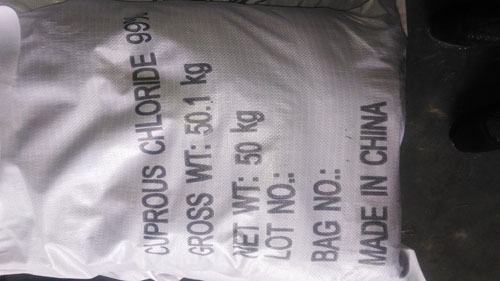 CUPROUS CHLORIDE 99%
GROSS WT: 50.1 kg
NET WT: 50 kg
LOT NO.:
BAG NO.:
MADE IN CHINA